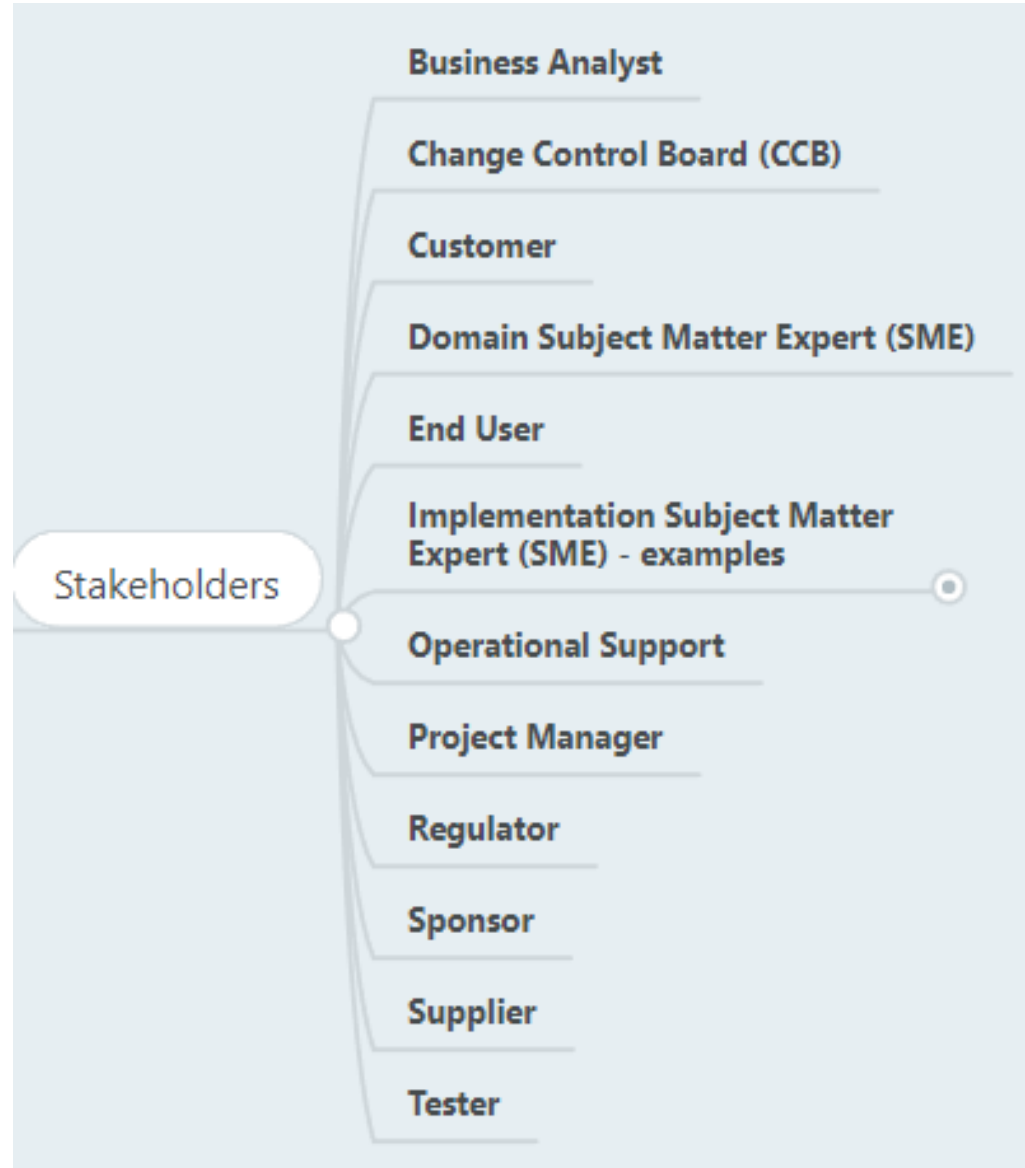 Business Analyst
Change Control Board (CCB)
Customer
Domain Subject Matter Expert (SME)
End User
Implementation Subject Matter
Expert (SME) - examples
Stakeholders
Operational Support
Project Manager
Regulator
Sponsor
Supplier
Tester